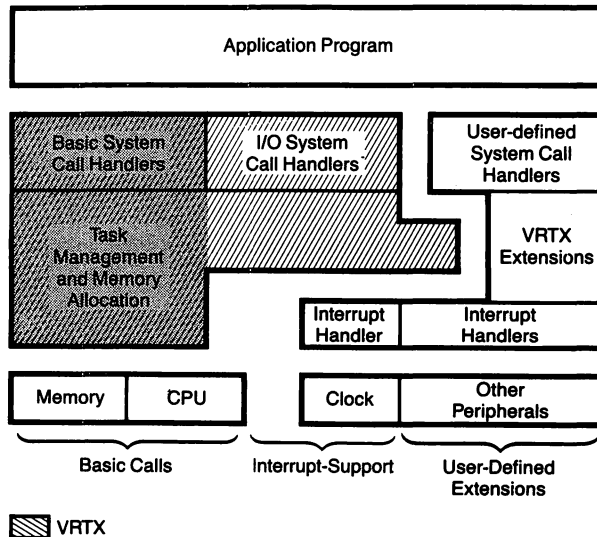 Application Program
Basic System
Call Handlers
I/O System
Call Handlers
User-defined
System Call
Handlers
Task
Management
and Memory
Allocation
VRTX
Extensions
Interrupt
Handler
Interrupt
Handlers
Memory
CPU
Clock
Other
Peripherals
Basic Calls
Interrupt-Support
User-Defined
Extensions
VRTX